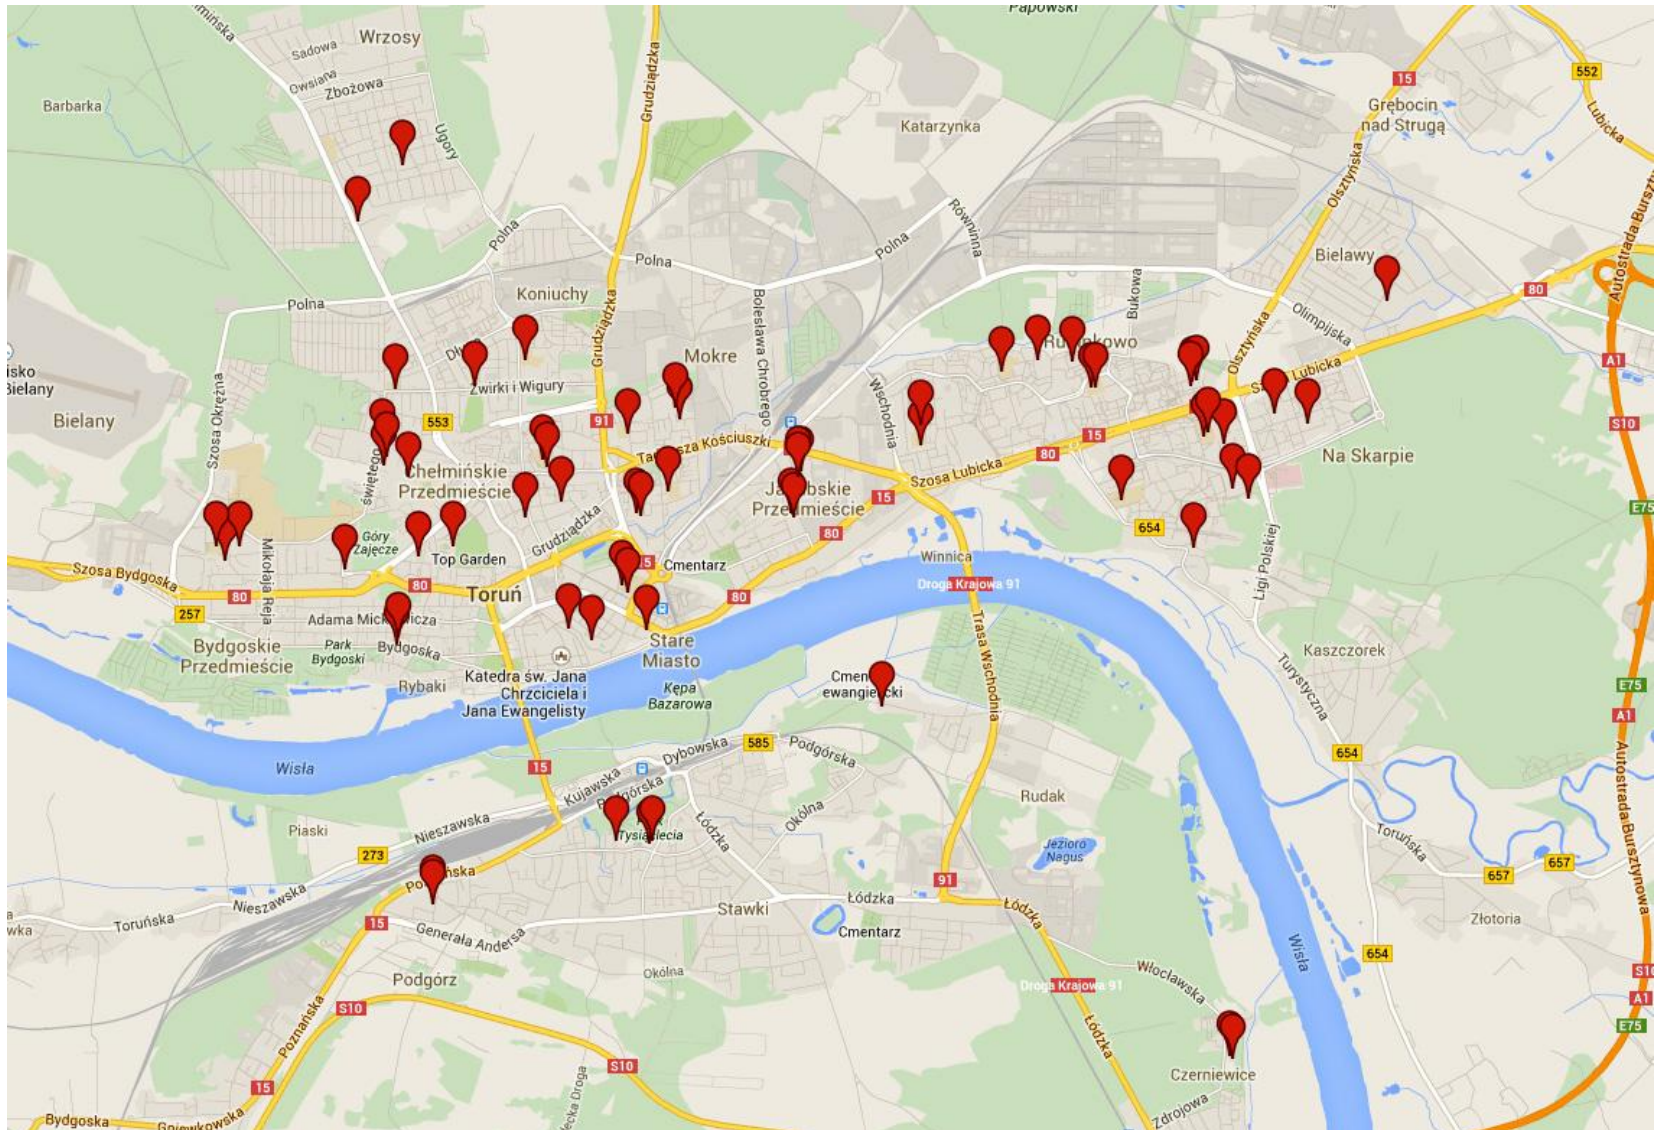 Papowski
Wrzosy
Sadowa
Owsiana
Zbożowa
Barbarka
Ugory
Grudziądzka
Katarzynka
15
552
Grębocin
nad Strugą
Lubicka
Olsztyńska
Równinna
Polna
Polna
Polna
Polna
Bielawy
80
Olimpijska
Bukowa
Koniuchy
Grudziądzka
Bolesława Chrobrego
Mokre
Żwirki i Wigury
Bielany
Bielany
Szosa Okrężna
553
91
Olsztyńska
Wschodnia
A1
S10
15
80
Szosa Lubicka
15
80
Na Skarpie
Chełmińskie
Przedmieście
Przedmieście
654
E75
Góry
Zajęcze
Top Garden
Grudziądzka
Cmentarz
Winnica
Droga Krajowa 91
Szosa Bydgoska
80
80
80
257
Mikołaja Reja
Toruń
Ligi Polskiej
Bydgoskie
Przedmieście
Park
Bydgoski
Bydgoska
Rybaki
Katedra św. Jana
Chrzciciela i
Jana Ewangelisty
Stare
Miasto
Kępa
Bazarowa
Trasa Wschodnia
Kaszczorek
Turystyczna
E75
A1
654
Autostrada Bursztynowa
Wisła
15
585
Dybowska
Podgórska
Kujawska
Okólna
Łódzka
Rudak
Jezioro
Nagus
Toruńska
657
657
Złotoria
Piaski
Nieszawska
273
Nieszawska
Toruńska
15
Generała Andersa
Stawki
Łódzka
91
Łódzka
Cmentarz
Wisła
654
Podgórz
Okólna
S10
Poznańska
Droga Krajowa 91
Włocławska
Łódzka
A1
E75
S10
15
Czerniewice
Zdrojowa
Bydgoska
Gniewkowska